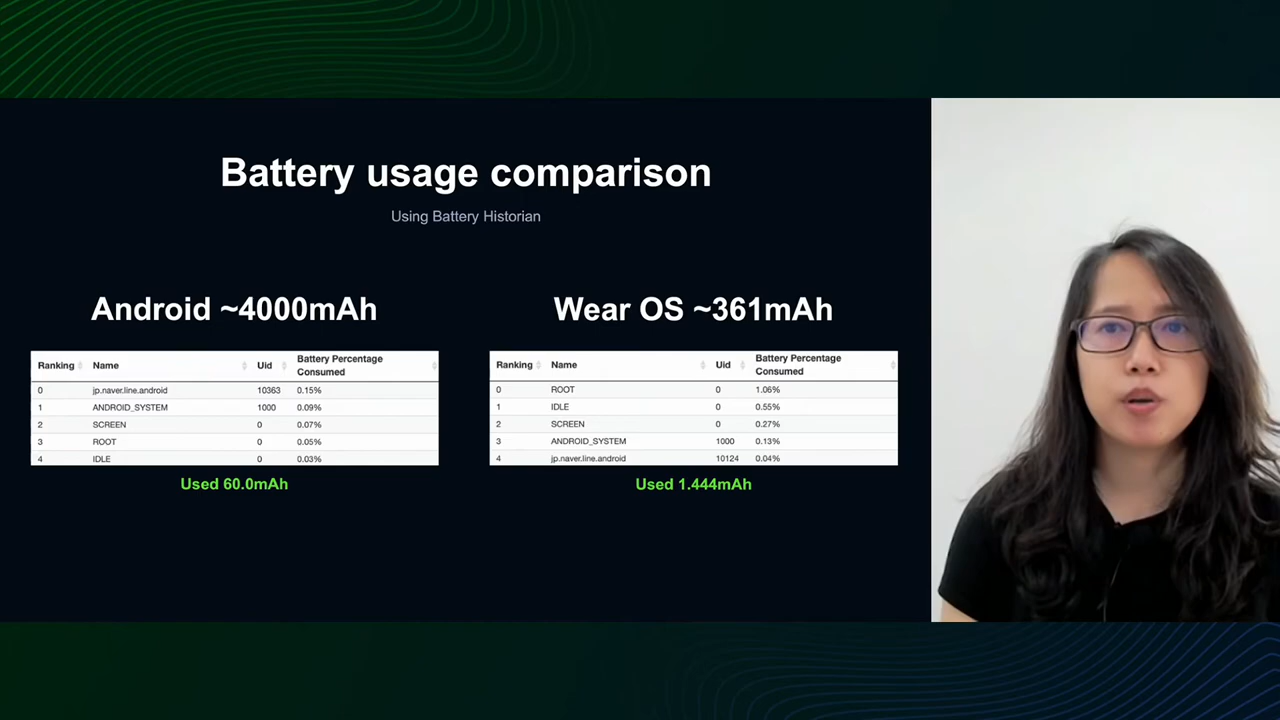 Battery usage comparison
Using Battery Historian
Android ~4000mAh
Ranking Name Uid Battery Percentage Consumed
0 jp.naver.line.android 10363 0.15%
1 ANDROID_SYSTEM 1000 0.09%
2 SCREEN 0 0.07%
3 ROOT 0 0.05%
4 IDLE 0 0.03%
Used 60.0mAh
Wear OS ~361mAh
Ranking Name Uid Battery Percentage Consumed
0 ROOT 0 1.06%
1 IDLE 0 0.55%
2 SCREEN 0 0.27%
3 ANDROID_SYSTEM 1000 0.13%
4 jp.naver.line.android 10124 0.04%
Used 1.444mAh